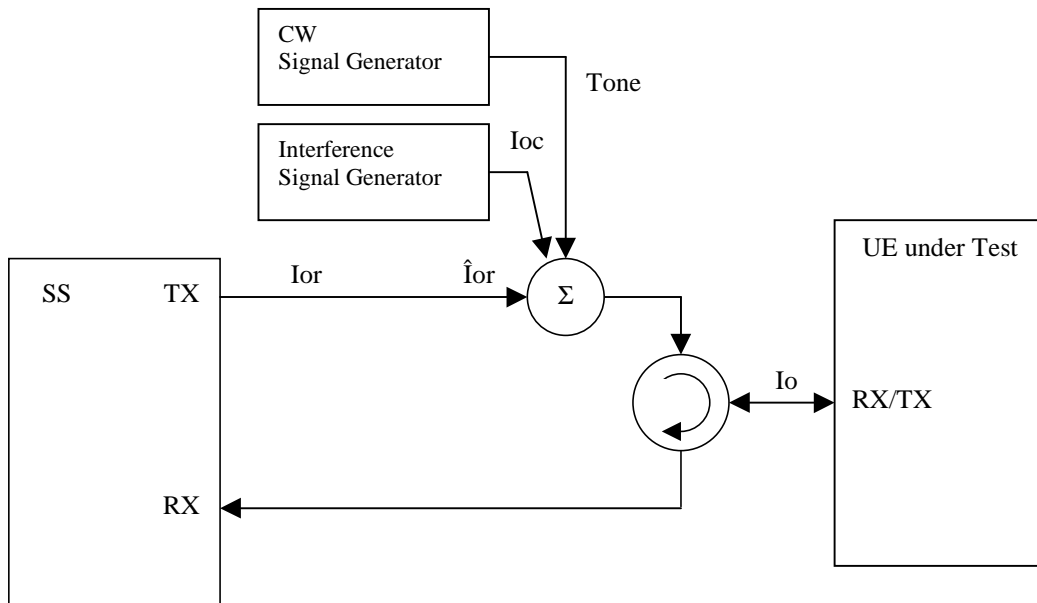 CW
Signal Generator
Tone
Interference
Signal Generator
Ioc
UE under Test
SS
TX
Ior
Îor
Σ
Io
RX/TX
RX